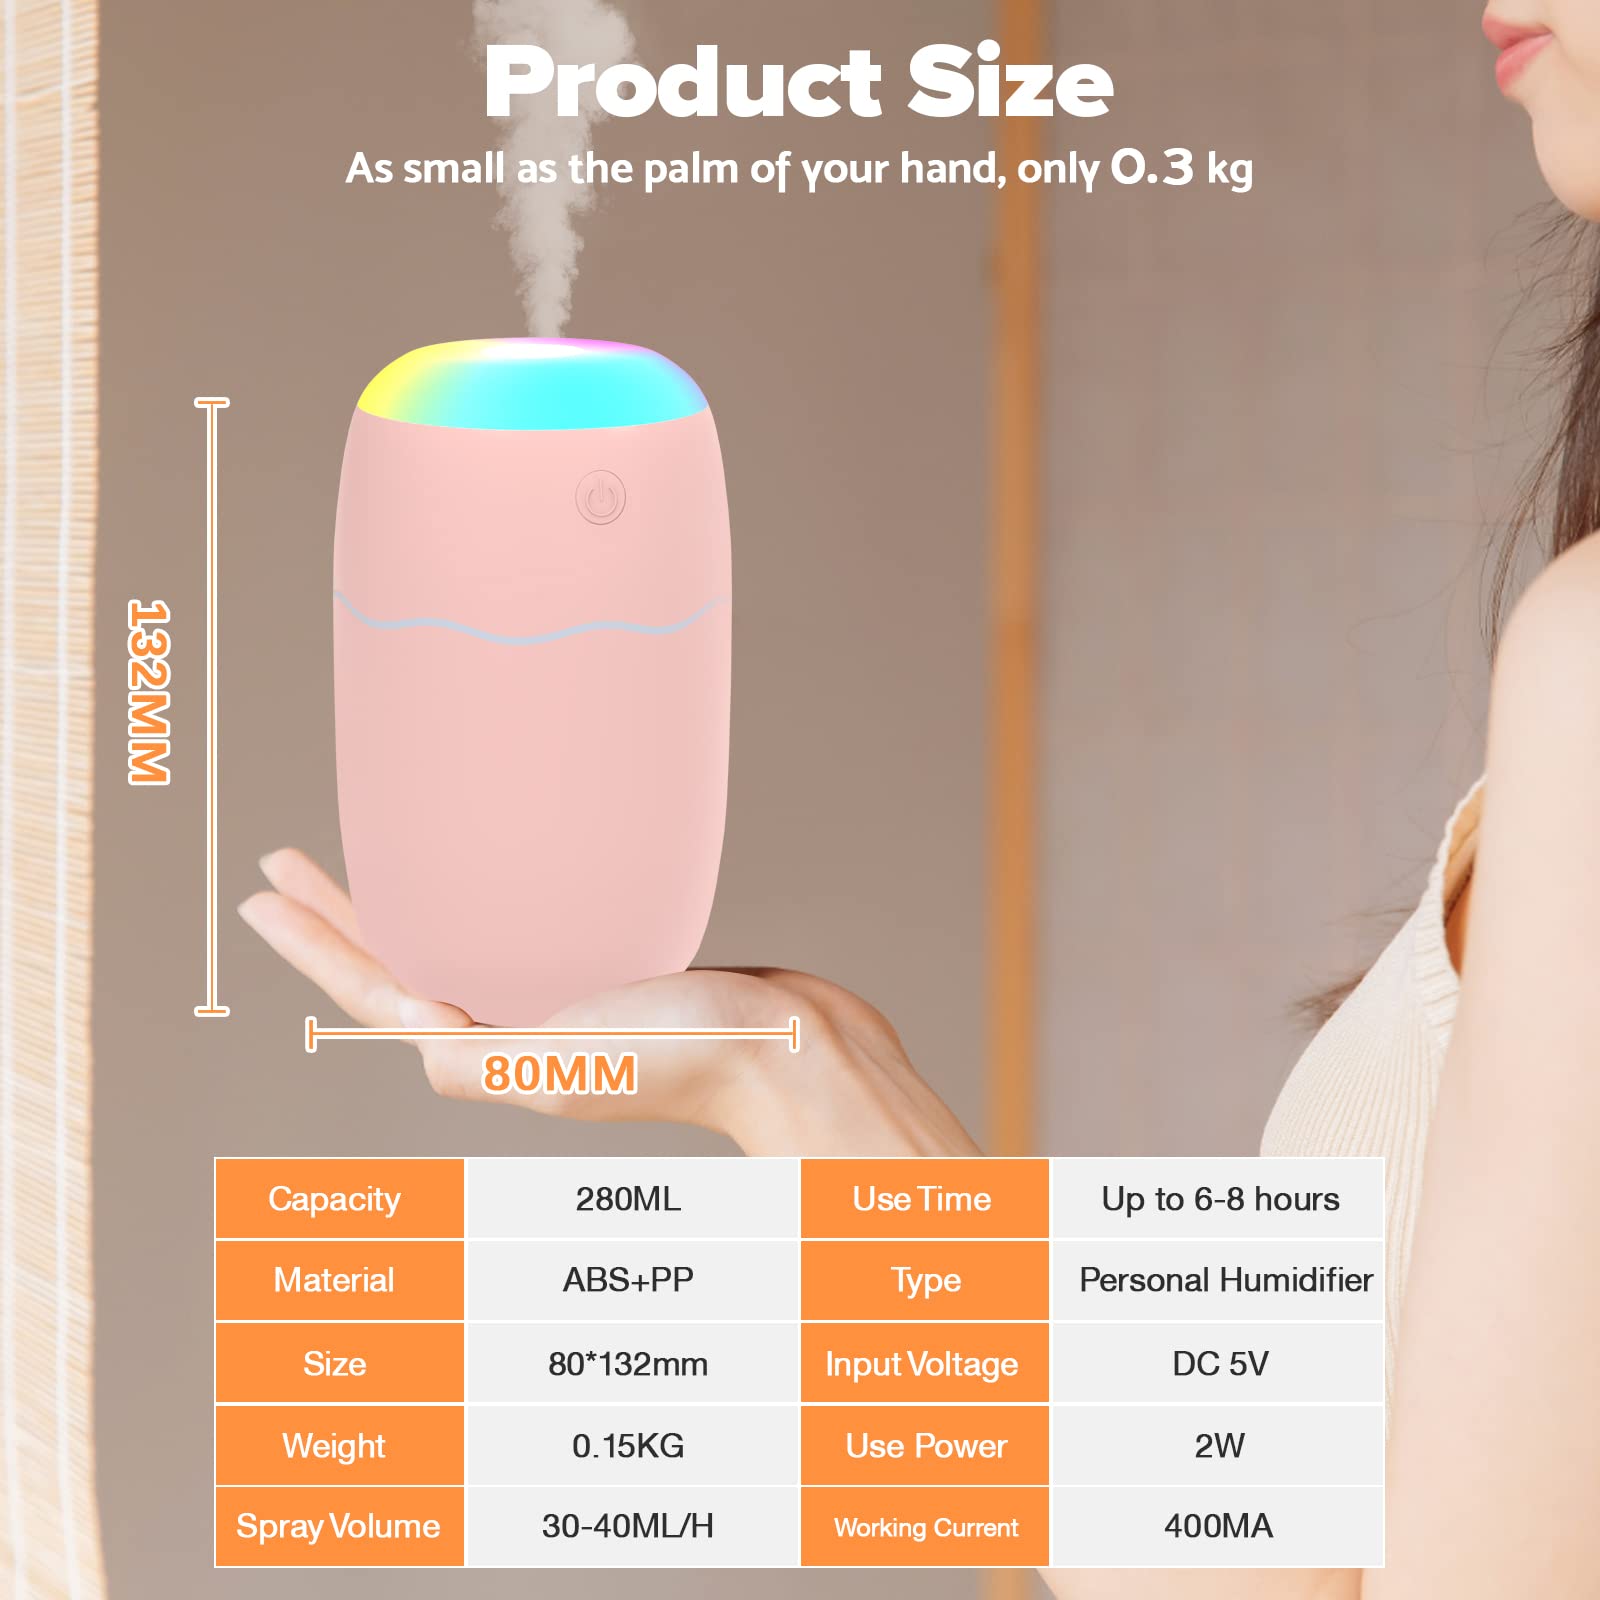 Product Size
As small as the palm of your hand, only 0.3 kg
132MM
80MM
Capacity 280ML Use Time Up to 6-8 hours
Material ABS+PP Type Personal Humidifier
Size 80*132mm Input Voltage DC 5V
Weight 0.15KG Use Power 2W
Spray Volume 30-40ML/H Working Current 400MA